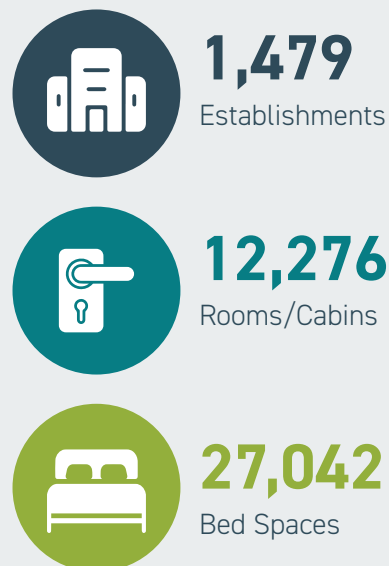 1,479
Establishments
12,276
Rooms/Cabins
27,042
Bed Spaces